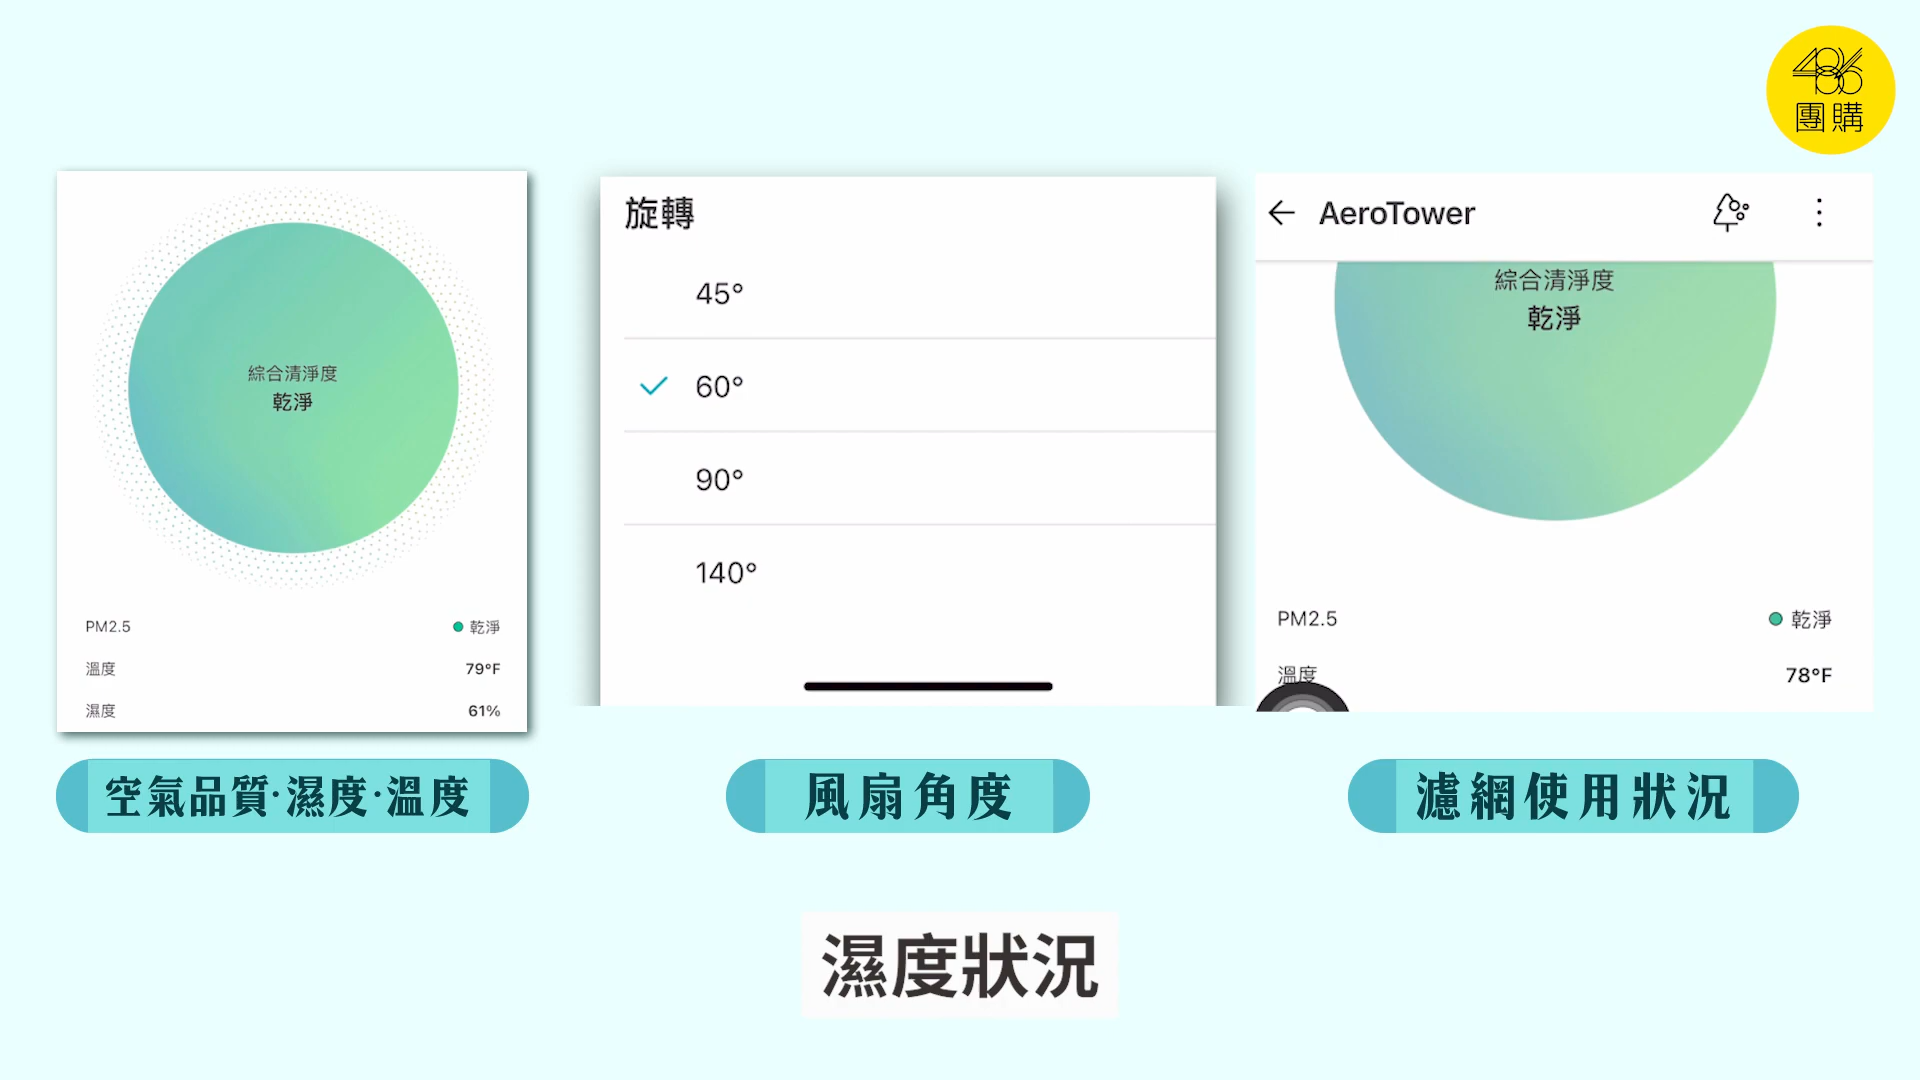 486
團購
綜合清淨度
乾淨
PM2.5 乾淨
溫度 79°F
濕度 61%
空氣品質·濕度·溫度
旋轉
45°
60°
90°
140°
風扇角度
AeroTower
綜合清淨度
乾淨
PM2.5 乾淨
溫度 78°F
濾網使用狀況
濕度狀況